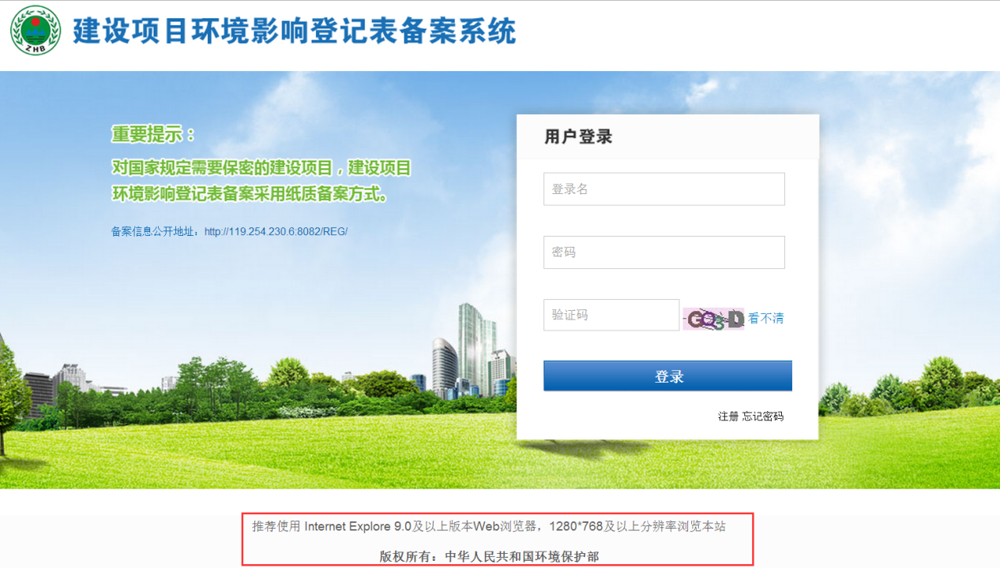 ZHB
建设项目环境影响登记表备案系统
重要提示：
对国家规定需要保密的建设项目，建设项目
环境影响登记表备案采用纸质备案方式。
备案信息公开地址：http://119.254.230.6:8082/REG/
用户登录
登录名
密码
验证码 GQ3D 看不清
登录
注册 忘记密码
推荐使用 Internet Explore 9.0及以上版本Web浏览器，1280*768及以上分辨率浏览本站
版权所有：中华人民共和国环境保护部